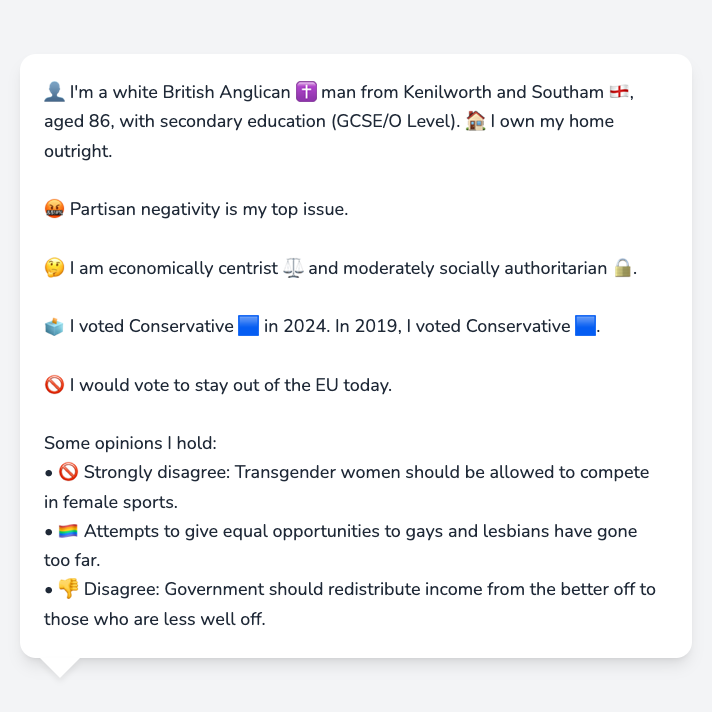 👤 I'm a white British Anglican ✝️ man from Kenilworth and Southam 🏴󠁧󠁢󠁥󠁮󠁧󠁿,
aged 86, with secondary education (GCSE/O Level). 🏠 I own my home
outright.
🤬 Partisan negativity is my top issue.
🤔 I am economically centrist ⚖️ and moderately socially authoritarian 🔒.
🗳️ I voted Conservative 🟦 in 2024. In 2019, I voted Conservative 🟦.
🚫 I would vote to stay out of the EU today.
Some opinions I hold:
• 🚫 Strongly disagree: Transgender women should be allowed to compete
in female sports.
• 🏳️‍🌈 Attempts to give equal opportunities to gays and lesbians have gone
too far.
• 👎 Disagree: Government should redistribute income from the better off to
those who are less well off.